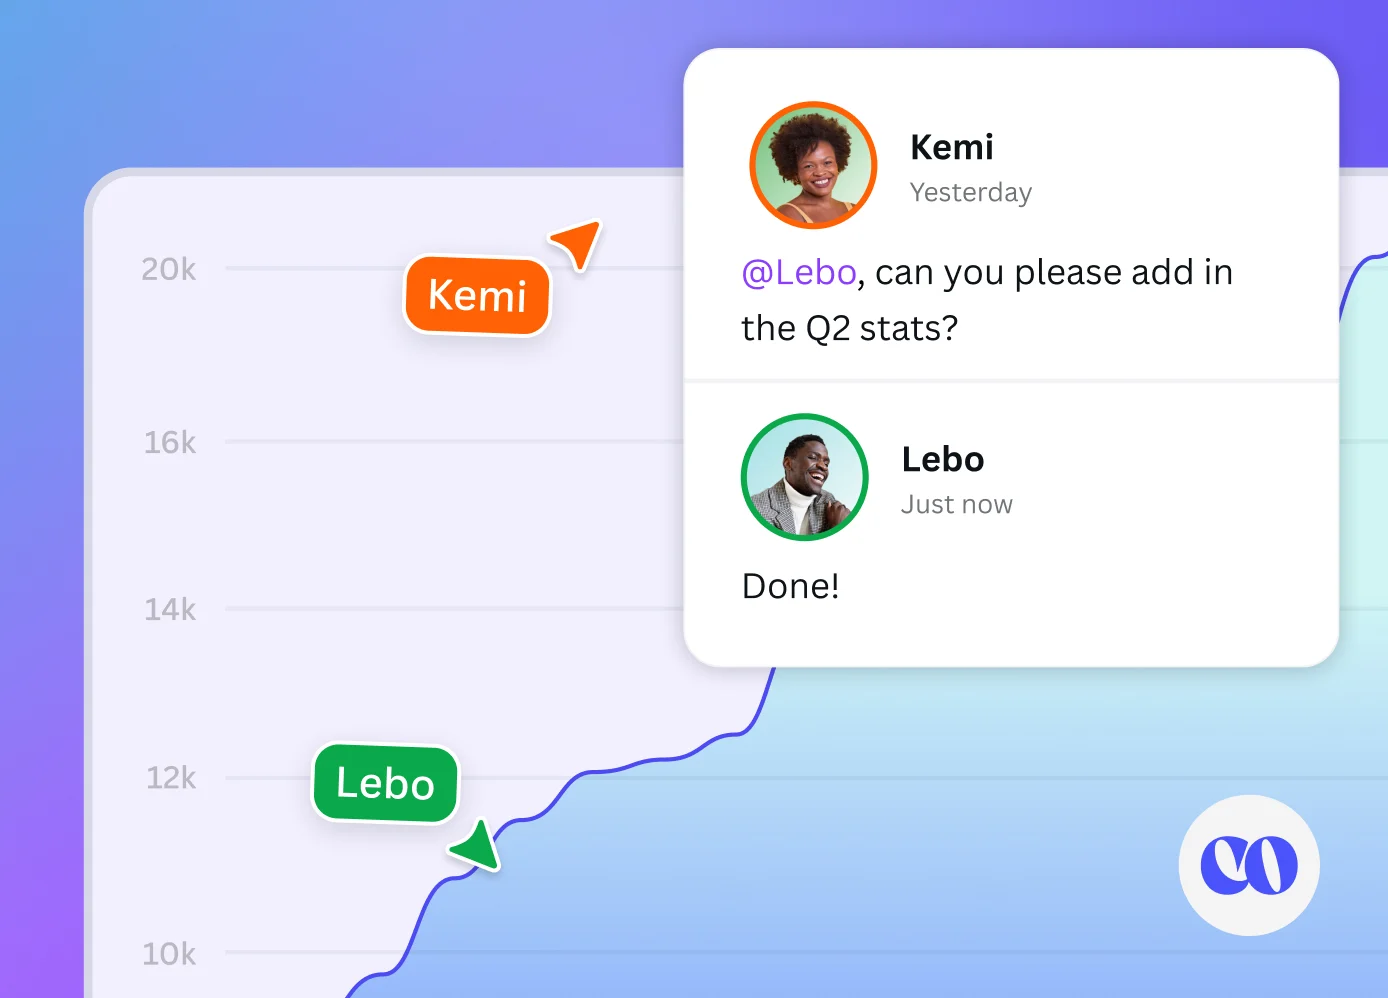 Kemi
Yesterday
@Lebo, can you please add in
the Q2 stats?
Lebo
Just now
Done!
20k
Kemi
16k
14k
12k
Lebo
10k